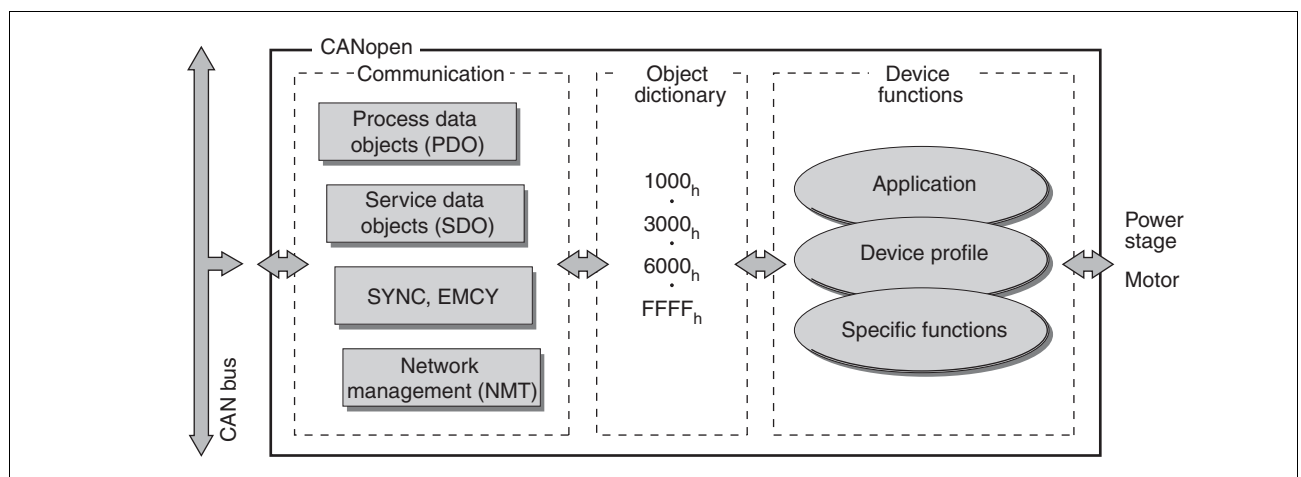 CANopen
Communication
Process data
objects (PDO)
Service data
objects (SDO)
SYNC, EMCY
Network
management (NMT)
Object
dictionary
1000h
3000h
6000h
FFFFh
Device
functions
Application
Device profile
Specific functions
Power
stage
Motor
CAN bus